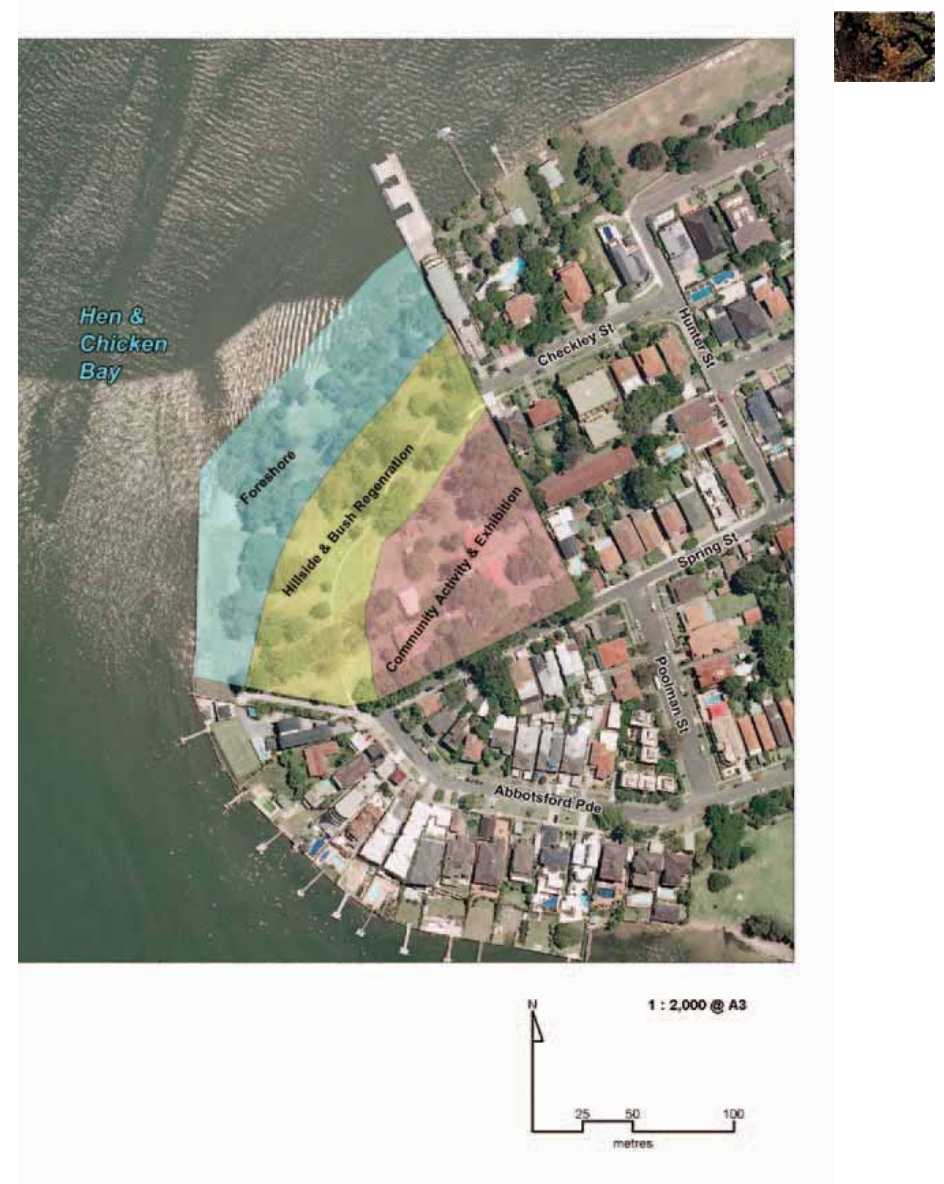 Hen &
Chicken
Bay
Checkley St
Hunter St
Foreshore
Hillside & Bush Regenration
Community Activity & Exhibition
Spring St
Poolman St
Abbotsford Pde
N
1 : 2,000 @ A3
25 50 100
metres